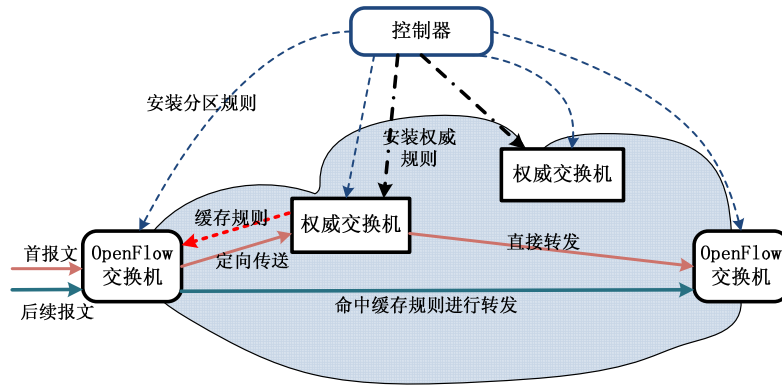 控制器
安装分区规则
安装权威
规则
权威交换机
缓存规则
权威交换机
首报文
OpenFlow
交换机
定向传送
直接转发
OpenFlow
交换机
后续报文
命中缓存规则进行转发